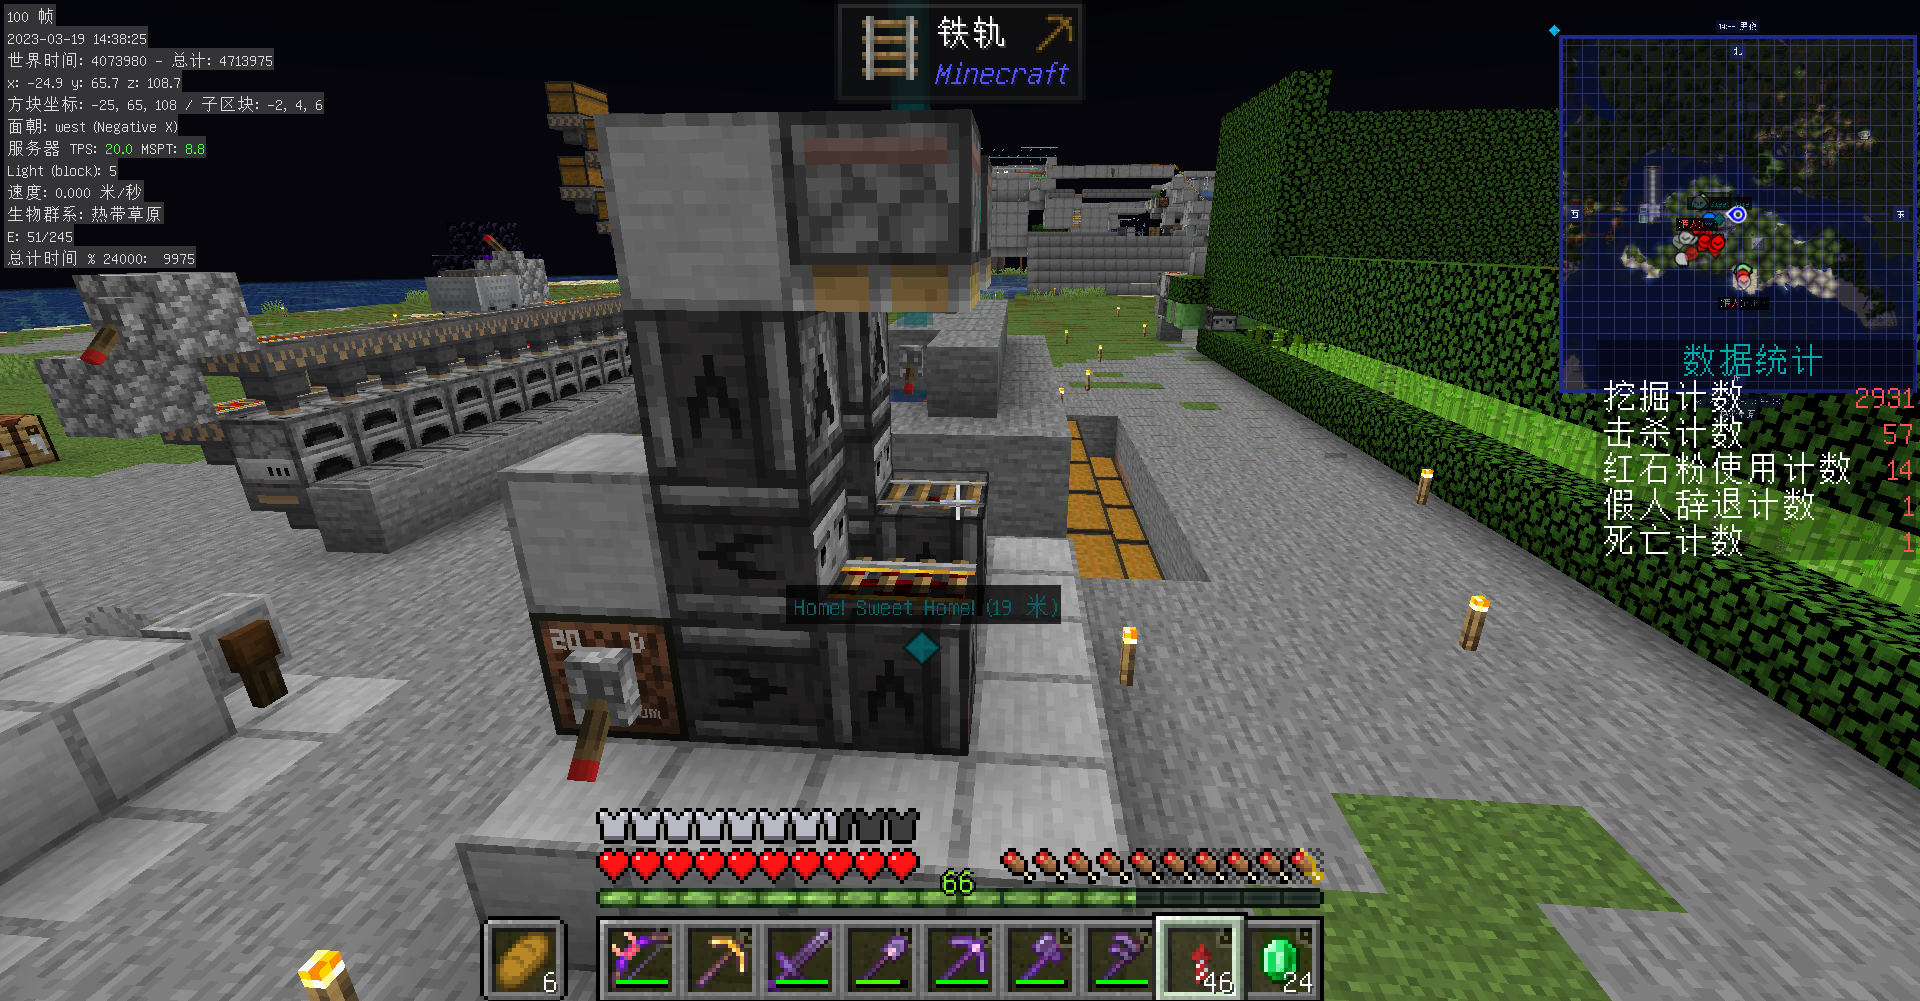 100 帧
2023-03-19 14:38:25
世界时间: 4073980 - 总计: 4713975
x: -24.9 y: 65.7 z: 108.7
方块坐标: -25, 65, 108 / 子区块: -2, 4, 6
面朝: west (Negative X)
服务器 TPS: 20.0 MSPT: 8.8
Light (block): 5
速度: 0.000 米/秒
生物群系: 热带草原
E: 51/245
总计时间 % 24000: 9975
铁轨
Minecraft
北
西
东
数据统计
挖掘计数 2931
击杀计数 57
红石粉使用计数 14
假人辞退计数 1
死亡计数 1
Home! Sweet Home! (19 米)
20
66
6
46
24